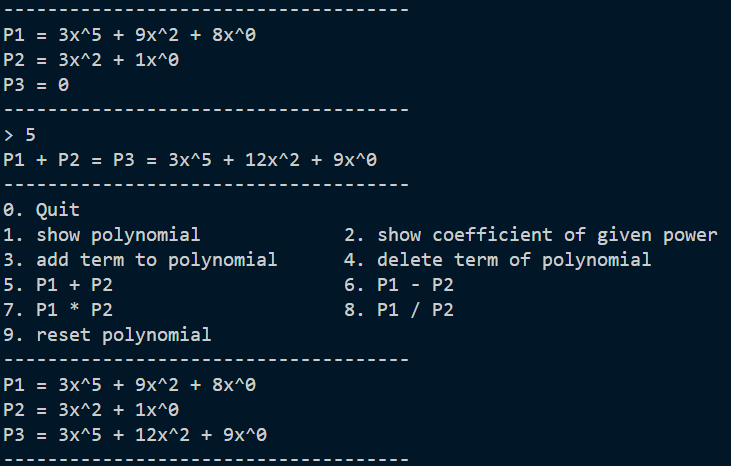 --------------------------------------
P1 = 3x^5 + 9x^2 + 8x^0
P2 = 3x^2 + 1x^0
P3 = 0
--------------------------------------
> 5
P1 + P2 = P3 = 3x^5 + 12x^2 + 9x^0
--------------------------------------
0. Quit
1. show polynomial             2. show coefficient of given power
3. add term to polynomial      4. delete term of polynomial
5. P1 + P2                     6. P1 - P2
7. P1 * P2                     8. P1 / P2
9. reset polynomial
--------------------------------------
P1 = 3x^5 + 9x^2 + 8x^0
P2 = 3x^2 + 1x^0
P3 = 3x^5 + 12x^2 + 9x^0
--------------------------------------